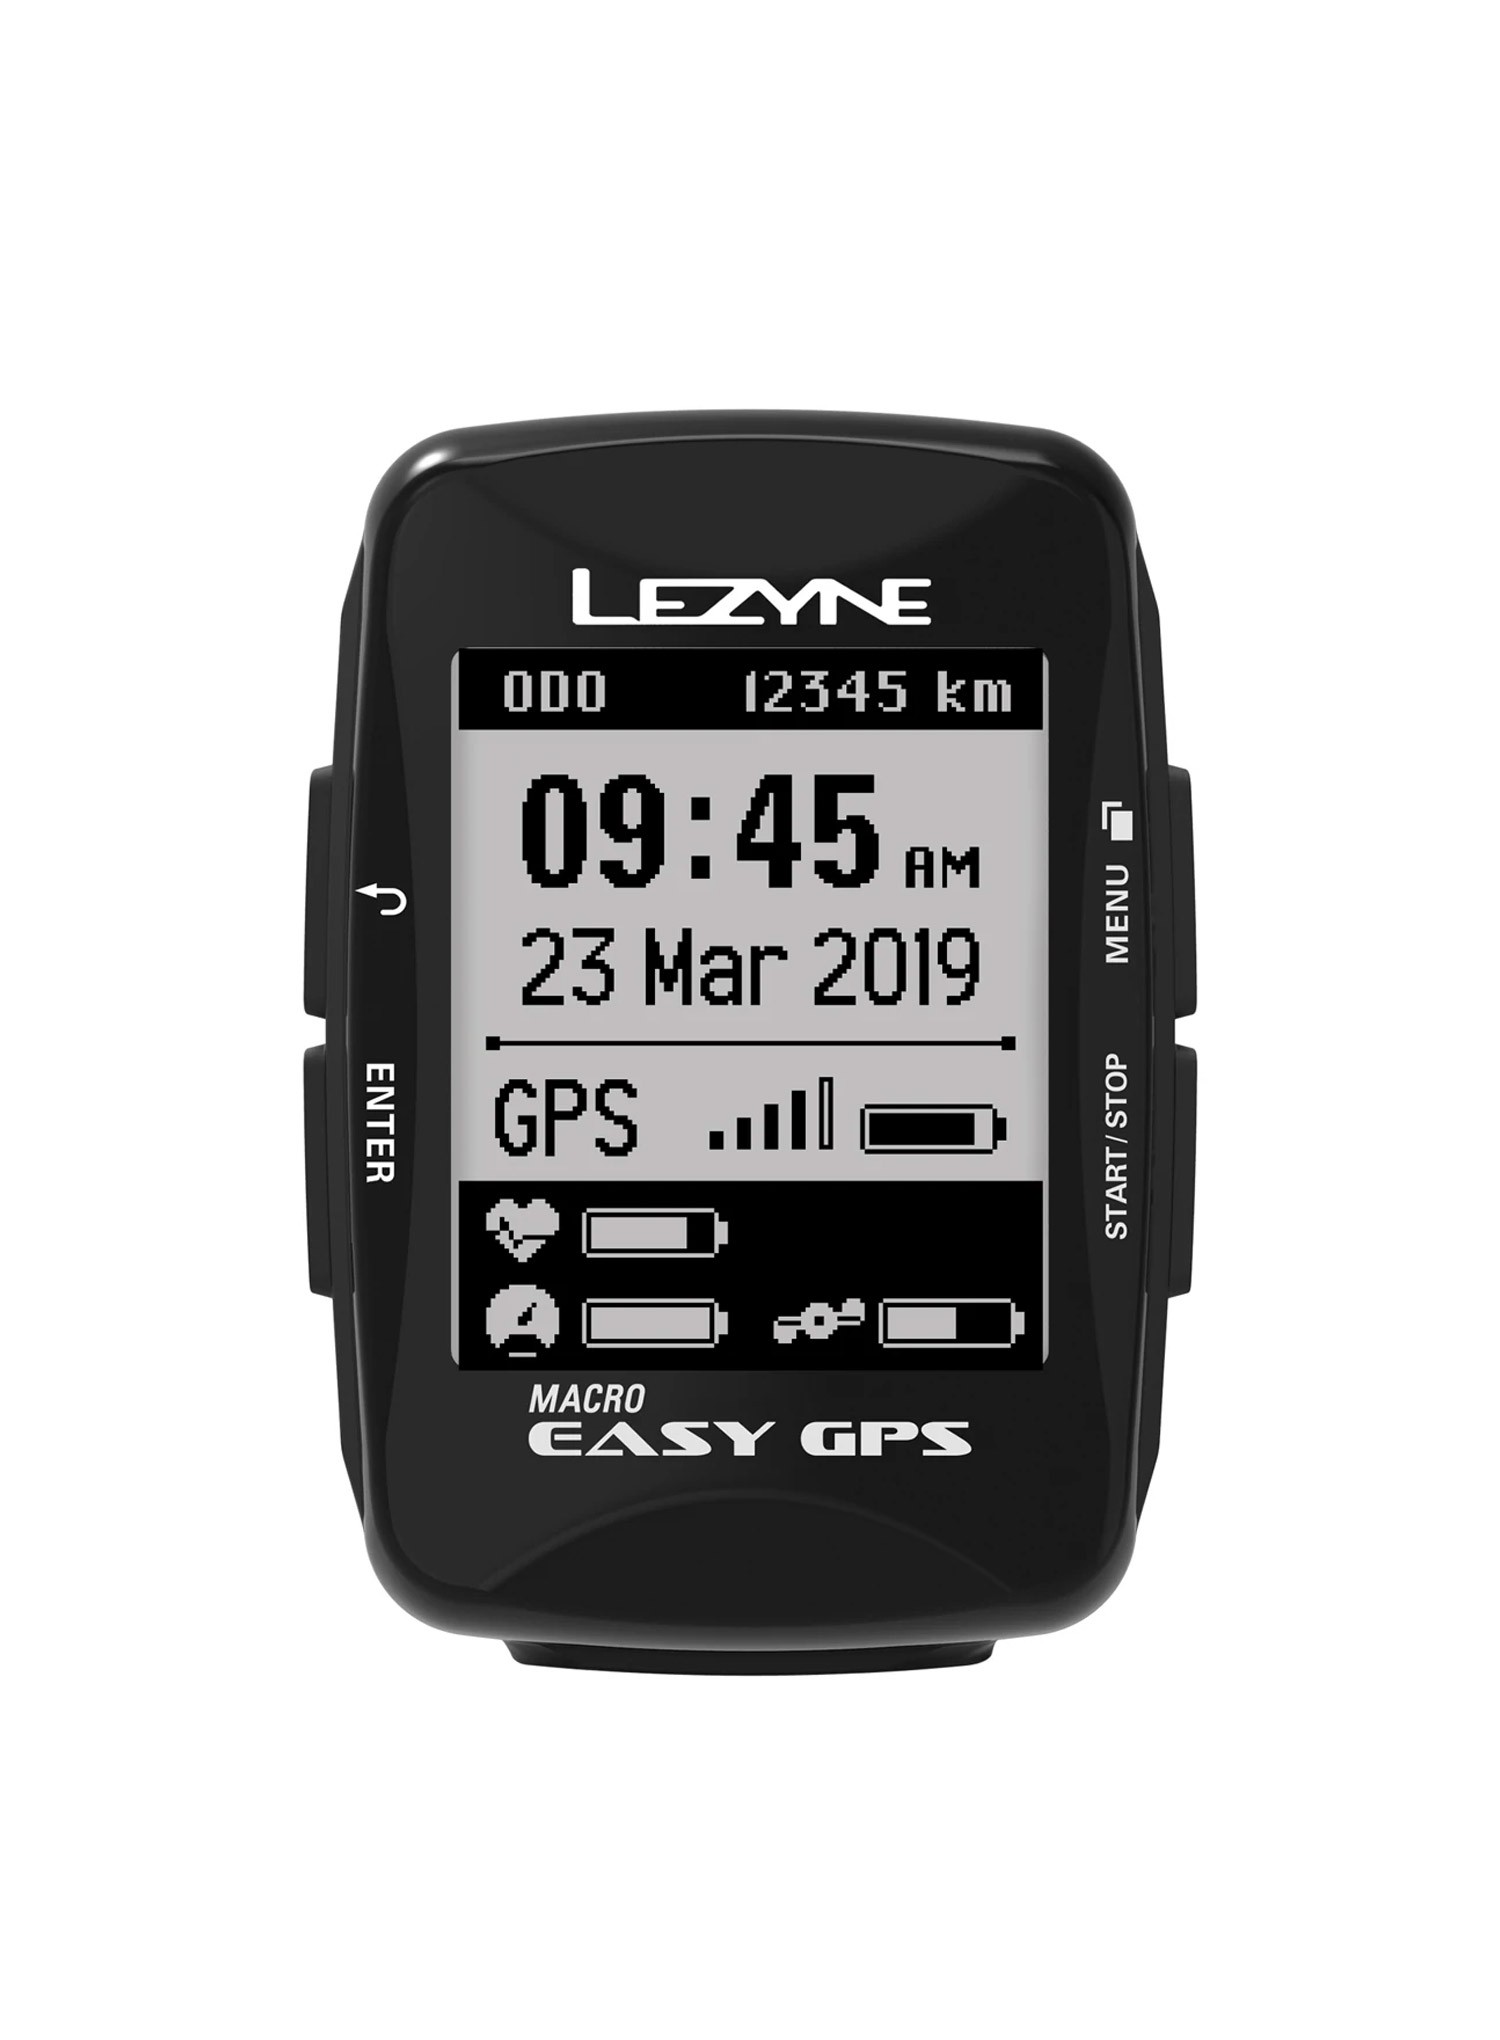 LEZYNE
ODO 12345 km
09:45 AM
23 Mar 2019
GPS
MENU
START/STOP
ENTER
MACRO
EASY GPS